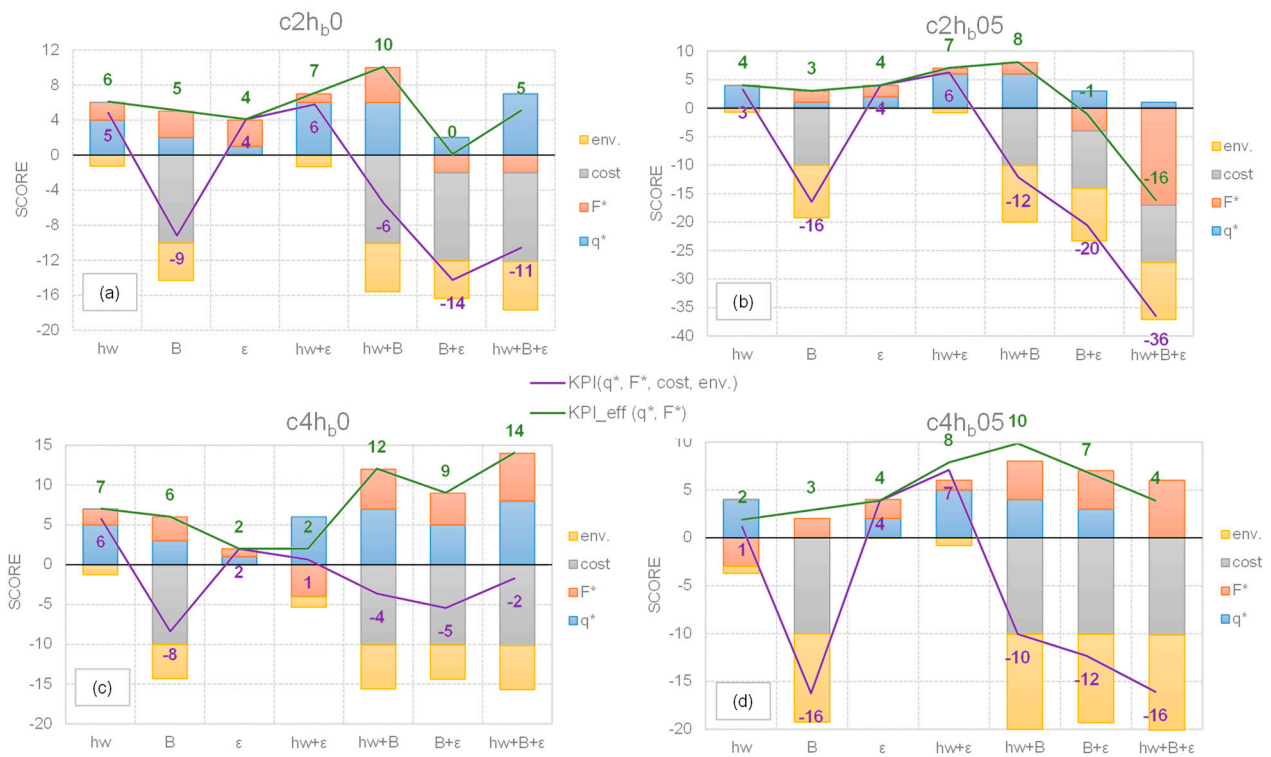 c2h_b0
12
8
4
0
-4
-8
-12
-16
-20
SCORE
6
5
4
7
10
0
5
5
-9
4
6
-6
-14
-11
(a)
hw B ε hw+ε hw+B B+ε hw+B+ε
env.
cost
F*
q*
c2h_b05
10
5
0
-5
-10
-15
-20
-25
-30
-35
-40
SCORE
4
3
4
7
8
-1
-16
3
-16
4
6
-12
-20
-36
(b)
hw B ε hw+ε hw+B B+ε hw+B+ε
env.
cost
F*
q*
KPI(q*, F*, cost, env.)
KPI_eff (q*, F*)
c4h_b0
15
10
5
0
-5
-10
-15
-20
SCORE
7
6
2
2
12
9
14
6
-8
2
1
-4
-5
-2
(c)
hw B ε hw+ε hw+B B+ε hw+B+ε
env.
cost
F*
q*
c4h_b05
10
5
0
-5
-10
-15
-20
SCORE
2
3
4
8
10
7
4
1
-16
4
7
-10
-12
-16
(d)
hw B ε hw+ε hw+B B+ε hw+B+ε
env.
cost
F*
q*